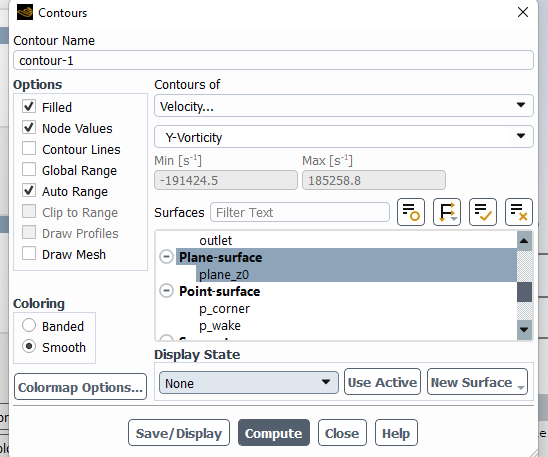 Contours
Contour Name
contour-1
Options
Filled
Node Values
Contour Lines
Global Range
Auto Range
Clip to Range
Draw Profiles
Draw Mesh
Coloring
Banded
Smooth
Colormap Options...
Contours of
Velocity...
Y-Vorticity
Min [s⁻¹] Max [s⁻¹]
-191424.5 185258.8
Surfaces Filter Text
outlet
Plane-surface
plane_z0
Point-surface
p_corner
p_wake
Display State
None Use Active New Surface
Save/Display Compute Close Help